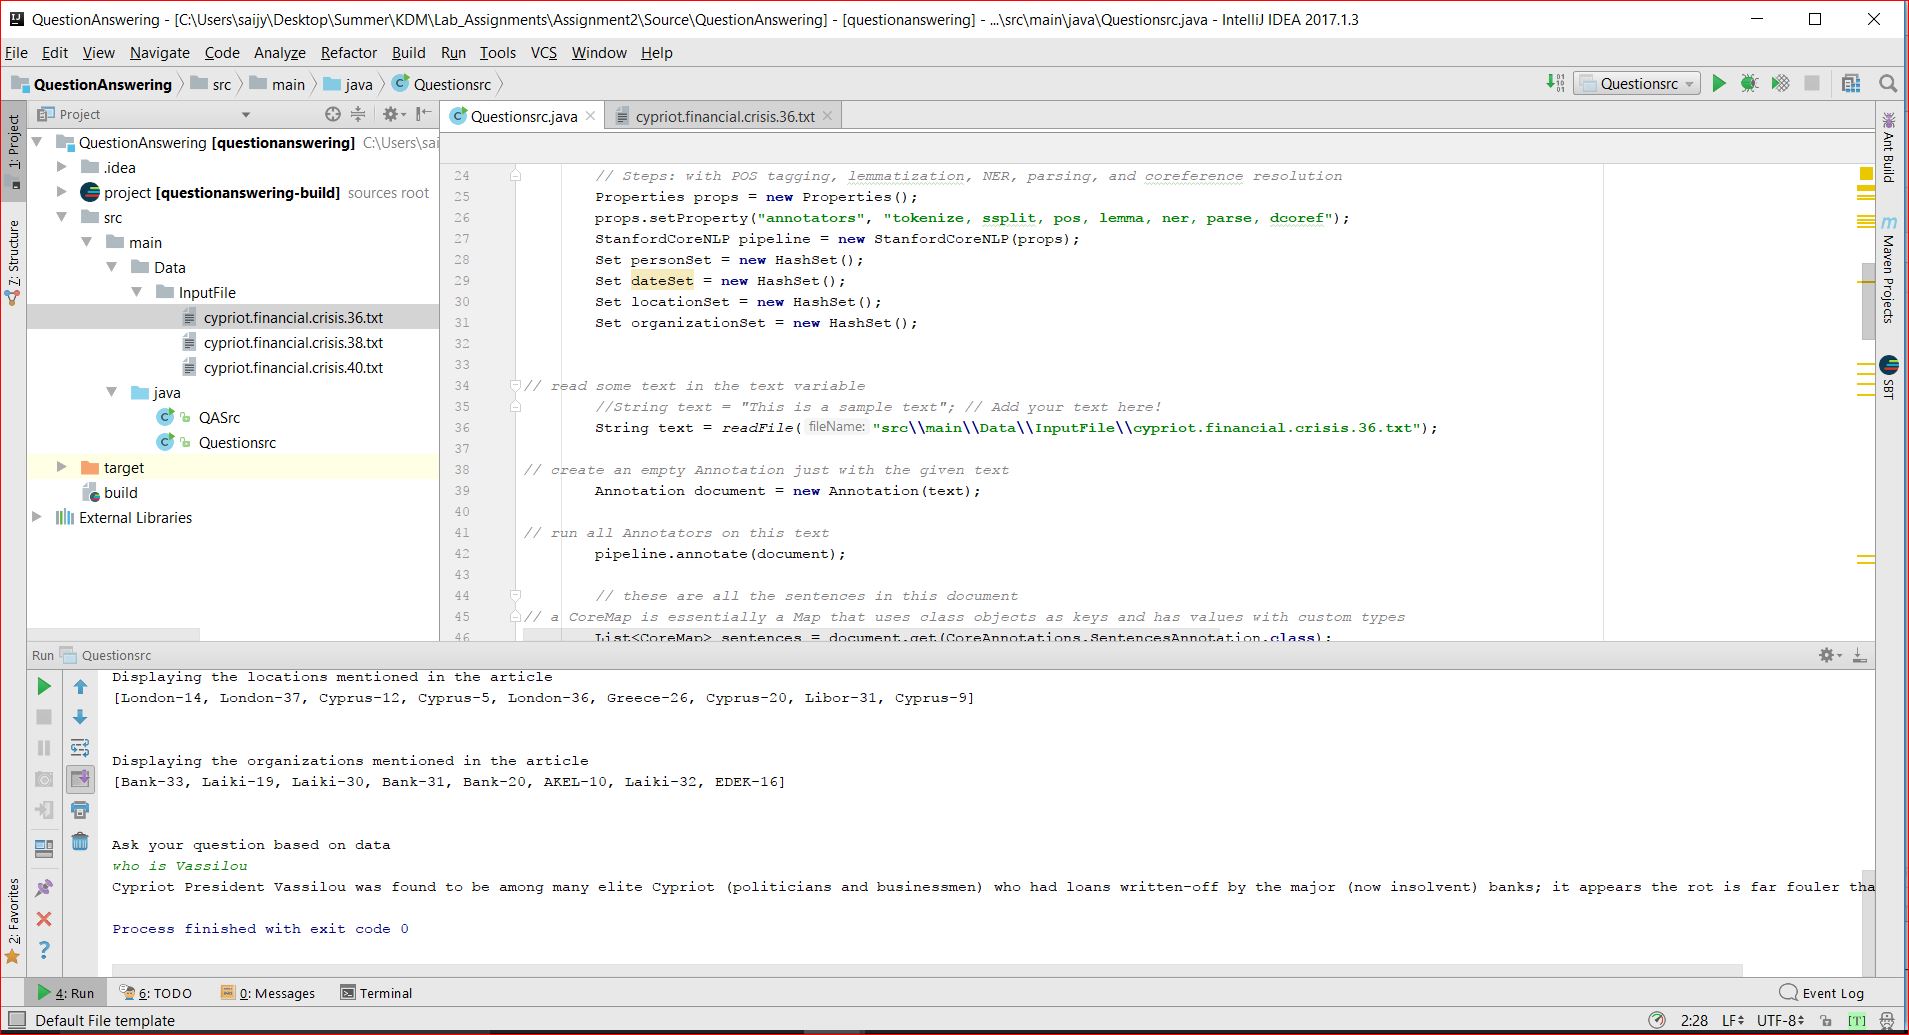 QuestionAnswering - [C:\Users\saijy\Desktop\Summer\KDM\Lab_Assignments\Assignment2\Source\QuestionAnswering] - [questionanswering] - ...\src\main\java\Questionsrc.java - IntelliJ IDEA 2017.1.3
File Edit View Navigate Code Analyze Refactor Build Run Tools VCS Window Help
QuestionAnswering src main java Questionsrc
Questionsrc
1: Project
Z: Structure
2: Favorites
Project
QuestionAnswering [questionanswering] C:\Users\sai
.idea
project [questionanswering-build] sources root
src
main
Data
InputFile
cypriot.financial.crisis.36.txt
cypriot.financial.crisis.38.txt
cypriot.financial.crisis.40.txt
java
QASrc
Questionsrc
target
build
External Libraries
Questionsrc.java cypriot.financial.crisis.36.txt
24 // Steps: with POS tagging, lemmatization, NER, parsing, and coreference resolution
25 Properties props = new Properties();
26 props.setProperty("annotators", "tokenize, ssplit, pos, lemma, ner, parse, dcoref");
27 StanfordCoreNLP pipeline = new StanfordCoreNLP(props);
28 Set personSet = new HashSet();
29 Set dateSet = new HashSet();
30 Set locationSet = new HashSet();
31 Set organizationSet = new HashSet();
32
33
34 // read some text in the text variable
35 //String text = "This is a sample text"; // Add your text here!
36 String text = readFile( fileName: "src\\main\\Data\\InputFile\\cypriot.financial.crisis.36.txt");
37
38 // create an empty Annotation just with the given text
39 Annotation document = new Annotation(text);
40
41 // run all Annotators on this text
42 pipeline.annotate(document);
43
44 // these are all the sentences in this document
45 // a CoreMap is essentially a Map that uses class objects as keys and has values with custom types
46 List<CoreMap> sentences = document.get(CoreAnnotations.SentencesAnnotation.class);
Ant Build
Maven Projects
SBT
Run Questionsrc
Displaying the locations mentioned in the article
[London-14, London-37, Cyprus-12, Cyprus-5, London-36, Greece-26, Cyprus-20, Libor-31, Cyprus-9]
Displaying the organizations mentioned in the article
[Bank-33, Laiki-19, Laiki-30, Bank-31, Bank-20, AKEL-10, Laiki-32, EDEK-16]
Ask your question based on data
who is Vassilou
Cypriot President Vassilou was found to be among many elite Cypriot (politicians and businessmen) who had loans written-off by the major (now insolvent) banks; it appears the rot is far fouler tha
Process finished with exit code 0
4: Run 6: TODO 0: Messages Terminal Event Log
Default File template 2:28 LF UTF-8 [T]